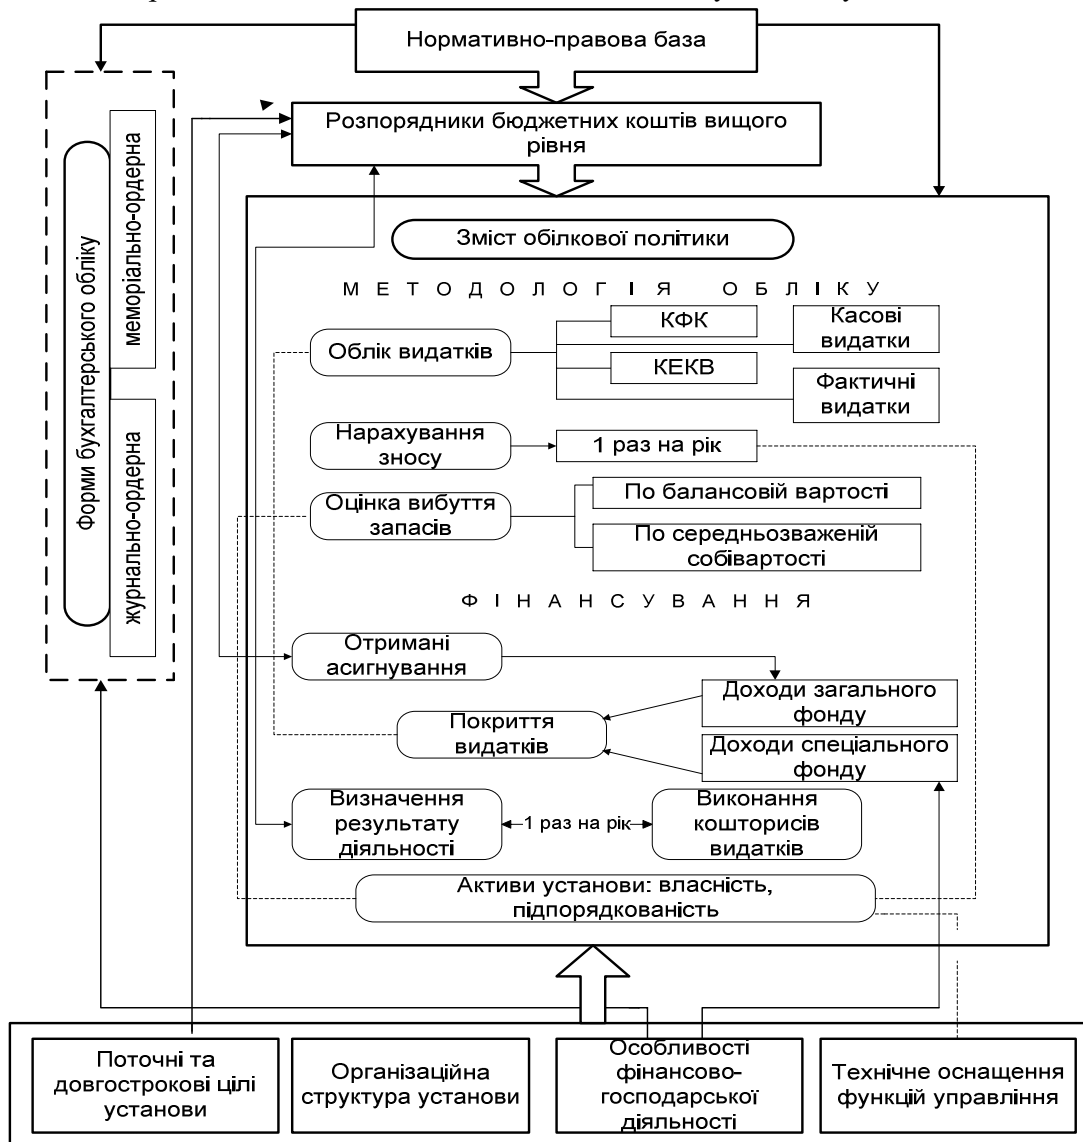 Нормативно-правова база
Розпорядники бюджетних коштів вищого
рівня
Форми бухгалтерського обліку
меморіально-ордерна
журнально-ордерна
Зміст обілкової політики
МЕТОДОЛОГІЯ ОБЛІКУ
Облік видатків
КФК
КЕКВ
Касові
видатки
Фактичні
видатки
Нарахування
зносу
1 раз на рік
Оцінка вибуття
запасів
По балансовій вартості
По середньозваженій
собівартості
ФІНАНСУВАННЯ
Отримані
асигнування
Доходи загального
фонду
Покриття
видатків
Доходи спеціального
фонду
Визначення
результату
діяльності
1 раз на рік
Виконання
кошторисів
видатків
Активи установи: власність,
підпорядкованість
Поточні та
довгострокові цілі
установи
Організаційна
структура установи
Особливості
фінансово-
господарської
діяльності
Технічне оснащення
функцій управління